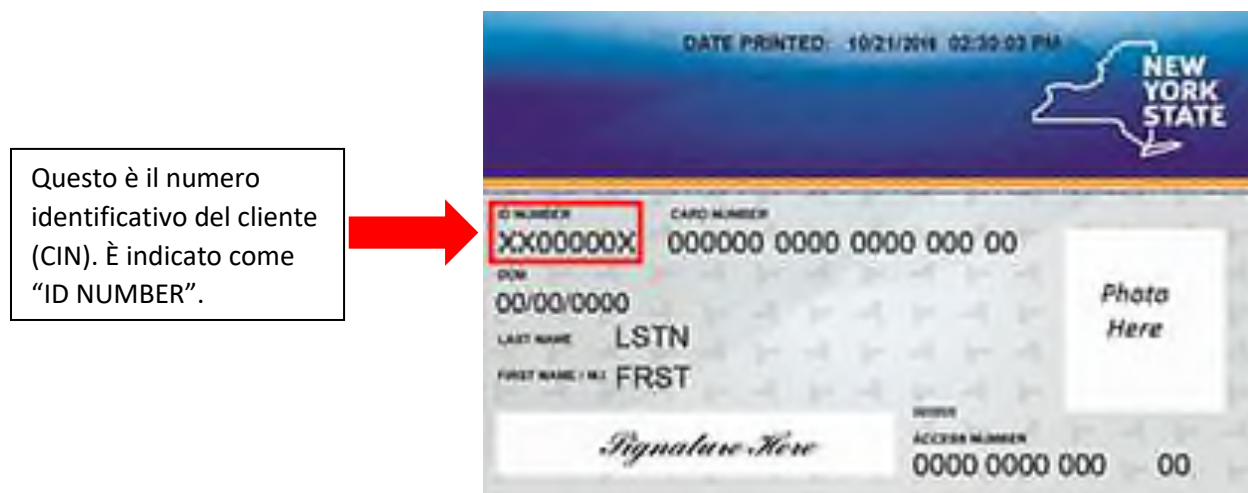 DATE PRINTED: 10/21/2016 02:30:03 PM
NEW
YORK
STATE
Questo è il numero
identificativo del cliente
(CIN). È indicato come
“ID NUMBER”.
ID NUMBER CARD NUMBER
XX00000X 000000 0000 0000 000 00
00/00/0000
LAST NAME LSTN
FIRST NAME / M.I. FRST
Photo
Here
Signature Here
ACCESS NUMBER
0000 0000 000 00